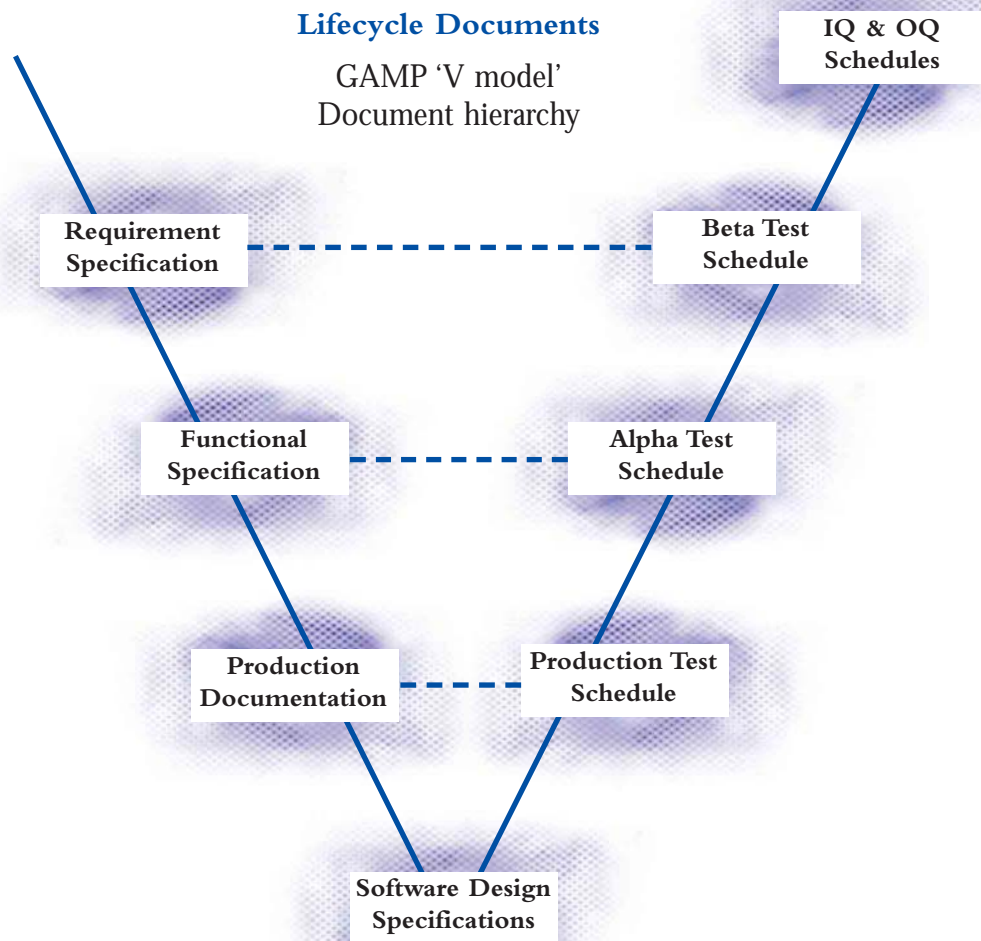 Lifecycle Documents
GAMP ‘V model’
Document hierarchy
IQ & OQ
Schedules
Requirement
Specification
Beta Test
Schedule
Functional
Specification
Alpha Test
Schedule
Production
Documentation
Production Test
Schedule
Software Design
Specifications